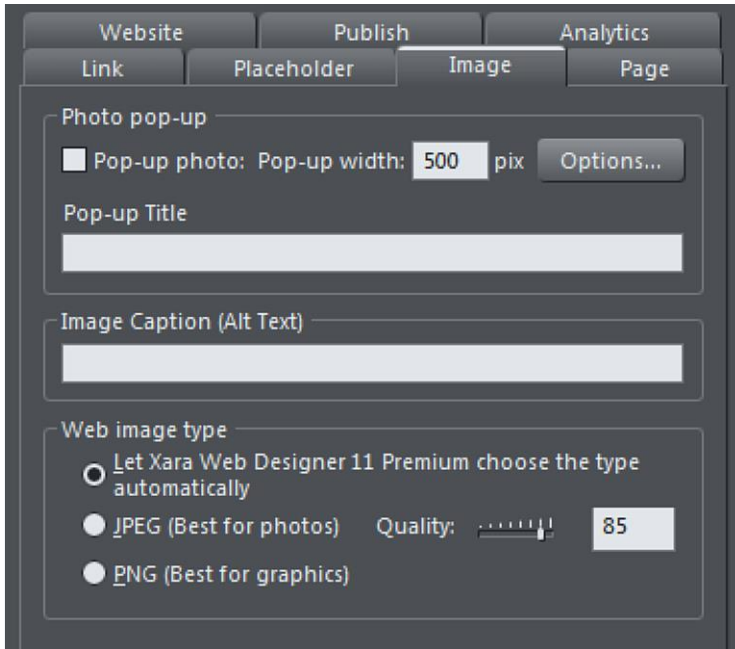 Website Publish Analytics
Link Placeholder Image Page
Photo pop-up
Pop-up photo: Pop-up width: 500 pix Options...
Pop-up Title
Image Caption (Alt Text)
Web image type
Let Xara Web Designer 11 Premium choose the type
automatically
JPEG (Best for photos) Quality: 85
PNG (Best for graphics)